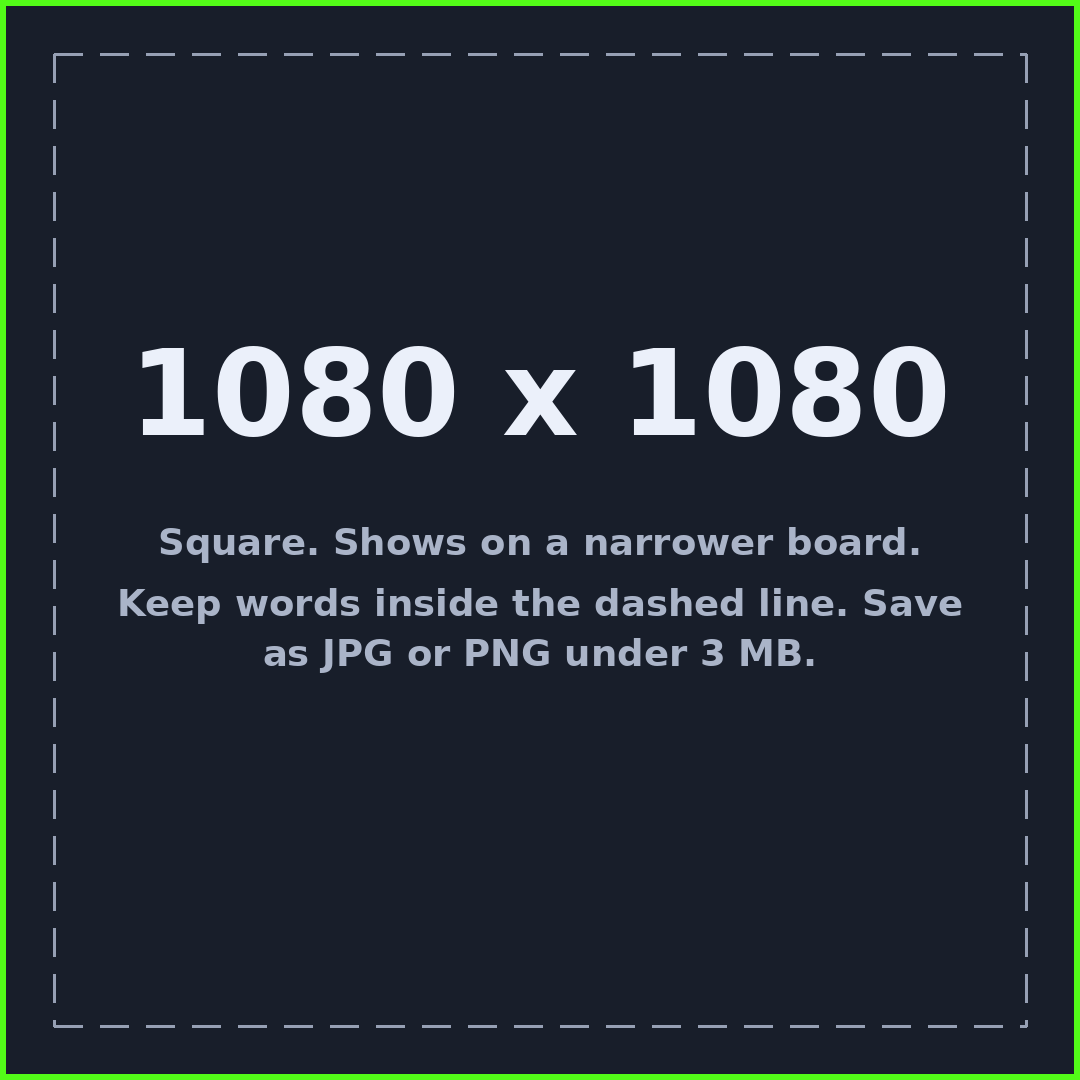 1080 x 1080
Square. Shows on a narrower board.
Keep words inside the dashed line. Save
as JPG or PNG under 3 MB.